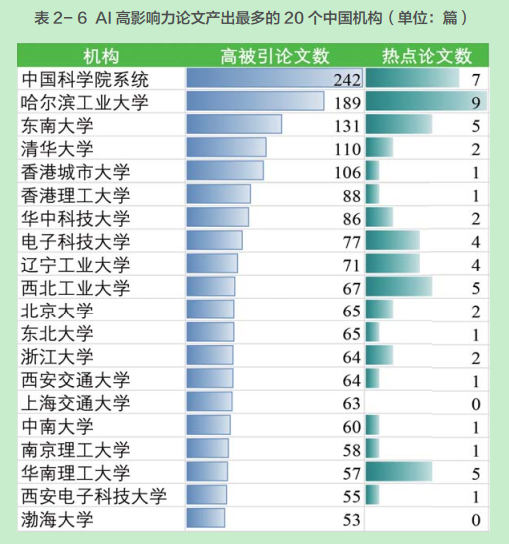 表 2-6 AI 高影响力论文产出最多的 20 个中国机构（单位：篇）
机构 高被引论文数 热点论文数
中国科学院系统 242 7
哈尔滨工业大学 189 9
东南大学 131 5
清华大学 110 2
香港城市大学 106 1
香港理工大学 88 1
华中科技大学 86 2
电子科技大学 77 4
辽宁工业大学 71 4
西北工业大学 67 5
北京大学 65 2
东北大学 65 1
浙江大学 64 2
西安交通大学 64 1
上海交通大学 63 0
中南大学 60 1
南京理工大学 58 1
华南理工大学 57 5
西安电子科技大学 55 1
渤海大学 53 0